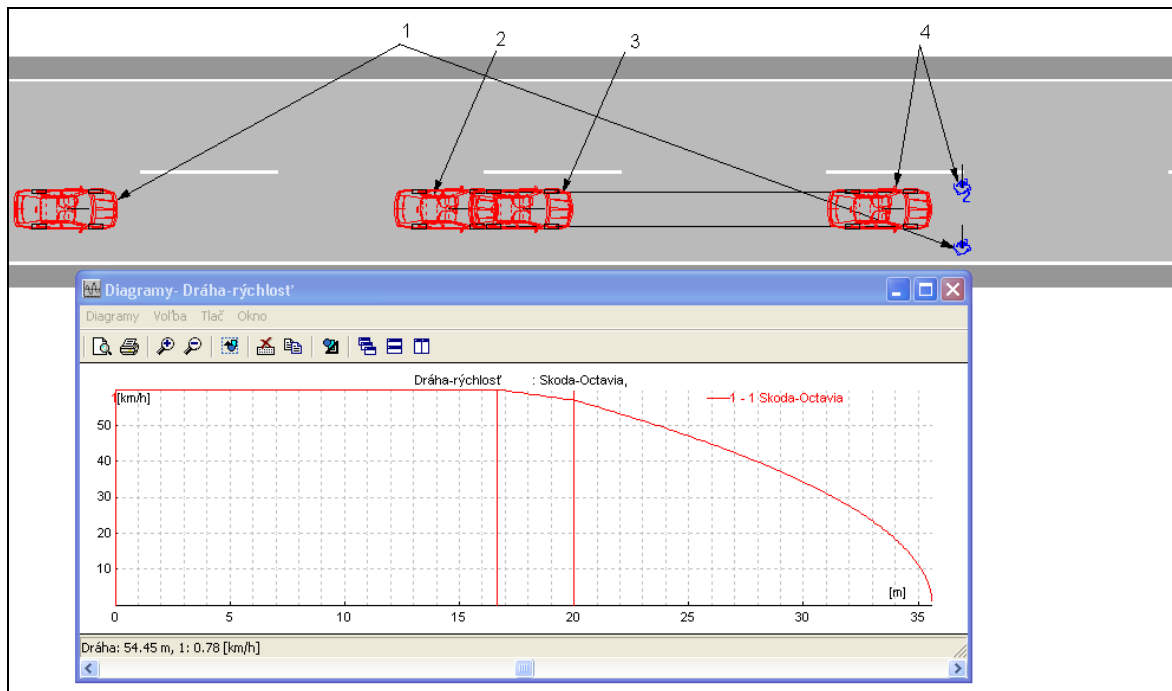 1 2 3 4
2
Diagramy- Dráha-rýchlosť
Diagramy Voľba Tlač Okno
Dráha-rýchlosť : Skoda-Octavia,
1[km/h] 1 - 1 Skoda-Octavia
50
40
30
20
10
[m]
0 5 10 15 20 25 30 35
Dráha: 54.45 m, 1: 0.78 [km/h]